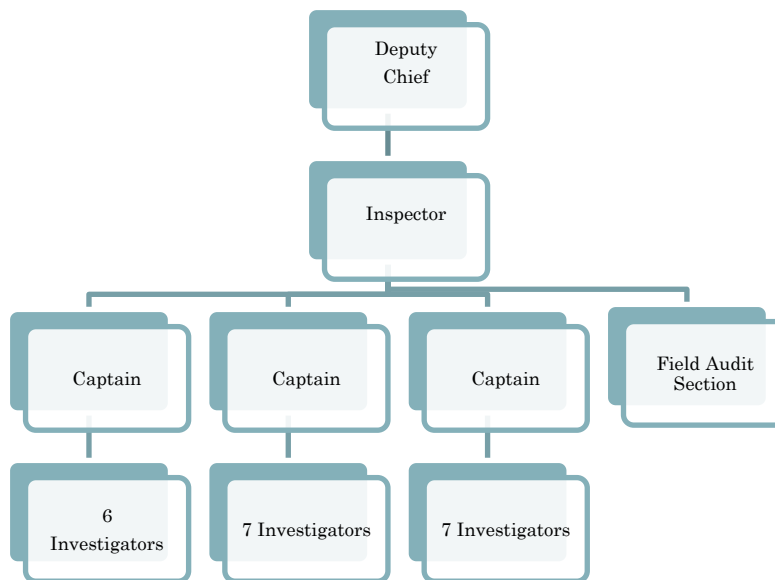 Deputy
Chief
Inspector
Captain
Captain
Captain
Field Audit
Section
6
Investigators
7 Investigators
7 Investigators